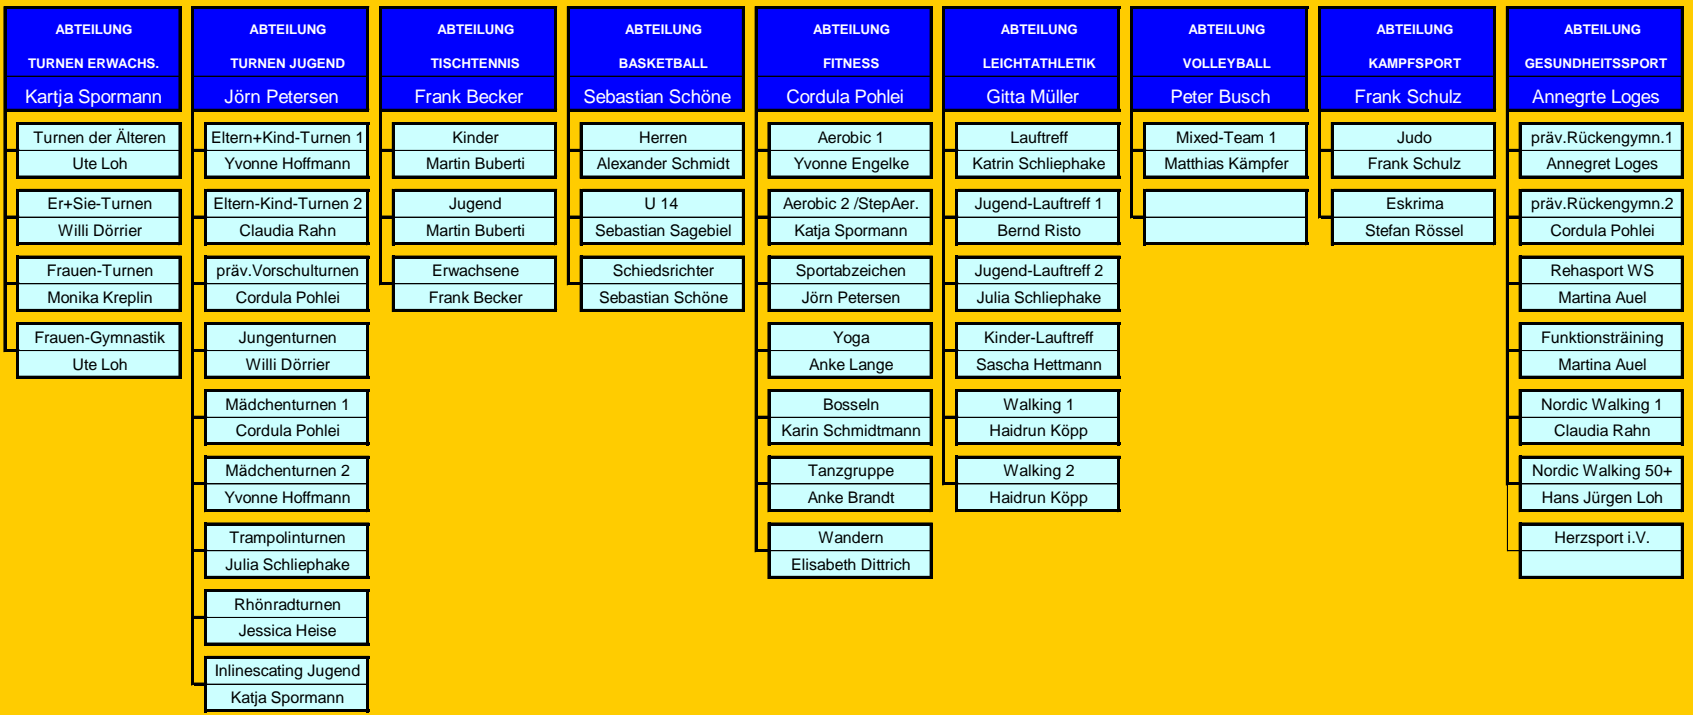 ABTEILUNG
TURNEN ERWACHS.
Kartja Spormann
Turnen der Älteren
Ute Loh
Er+Sie-Turnen
Willi Dörrier
Frauen-Turnen
Monika Kreplin
Frauen-Gymnastik
Ute Loh
ABTEILUNG
TURNEN JUGEND
Jörn Petersen
Eltern+Kind-Turnen 1
Yvonne Hoffmann
Eltern-Kind-Turnen 2
Claudia Rahn
präv.Vorschulturnen
Cordula Pohlei
Jungenturnen
Willi Dörrier
Mädchenturnen 1
Cordula Pohlei
Mädchenturnen 2
Yvonne Hoffmann
Trampolinturnen
Julia Schliephake
Rhönradturnen
Jessica Heise
Inlinescating Jugend
Katja Spormann
ABTEILUNG
TISCHTENNIS
Frank Becker
Kinder
Martin Buberti
Jugend
Martin Buberti
Erwachsene
Frank Becker
ABTEILUNG
BASKETBALL
Sebastian Schöne
Herren
Alexander Schmidt
U 14
Sebastian Sagebiel
Schiedsrichter
Sebastian Schöne
ABTEILUNG
FITNESS
Cordula Pohlei
Aerobic 1
Yvonne Engelke
Aerobic 2 /StepAer.
Katja Spormann
Sportabzeichen
Jörn Petersen
Yoga
Anke Lange
Bosseln
Karin Schmidtmann
Tanzgruppe
Anke Brandt
Wandern
Elisabeth Dittrich
ABTEILUNG
LEICHTATHLETIK
Gitta Müller
Lauftreff
Katrin Schliephake
Jugend-Lauftreff 1
Bernd Risto
Jugend-Lauftreff 2
Julia Schliephake
Kinder-Lauftreff
Sascha Hettmann
Walking 1
Haidrun Köpp
Walking 2
Haidrun Köpp
ABTEILUNG
VOLLEYBALL
Peter Busch
Mixed-Team 1
Matthias Kämpfer
ABTEILUNG
KAMPFSPORT
Frank Schulz
Judo
Frank Schulz
Eskrima
Stefan Rössel
ABTEILUNG
GESUNDHEITSSPORT
Annegrte Loges
präv.Rückengymn.1
Annegret Loges
präv.Rückengymn.2
Cordula Pohlei
Rehasport WS
Martina Auel
Funktionsträining
Martina Auel
Nordic Walking 1
Claudia Rahn
Nordic Walking 50+
Hans Jürgen Loh
Herzsport i.V.